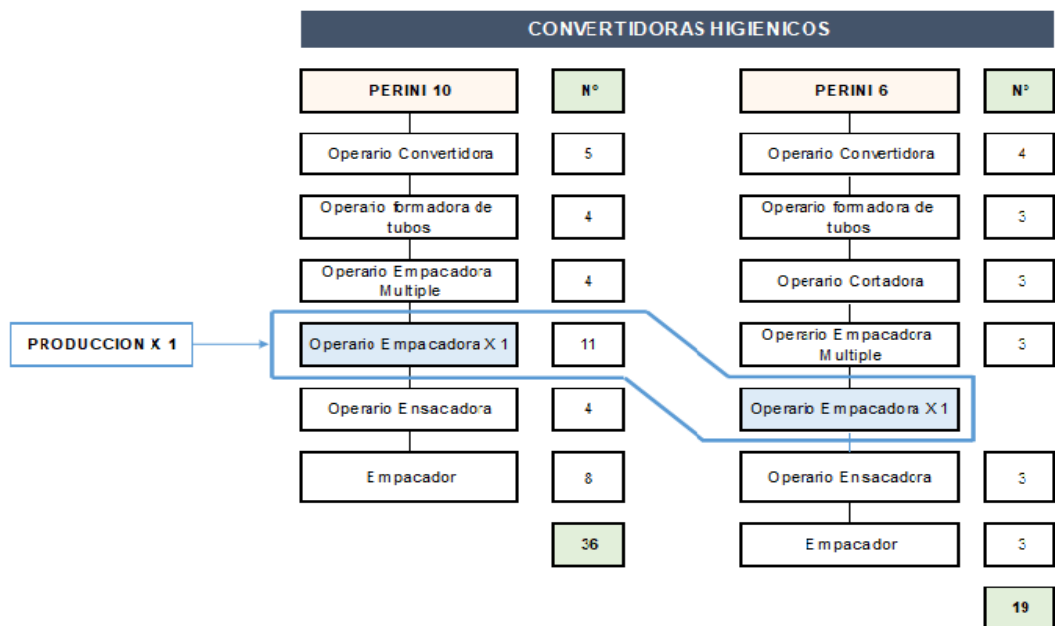 CONVERTIDORAS HIGIENICOS
PERINI 10
N°
PERINI 6
N°
Operario Convertidora
5
Operario Convertidora
4
Operario formadora de
tubos
4
Operario formadora de
tubos
3
Operario Empacadora
Multiple
4
Operario Cortadora
3
PRODUCCION X 1
Operario Empacadora X 1
11
Operario Empacadora
Multiple
3
Operario Ensacadora
4
Operario Empacadora X 1
Empacador
8
Operario Ensacadora
3
36
Empacador
3
19